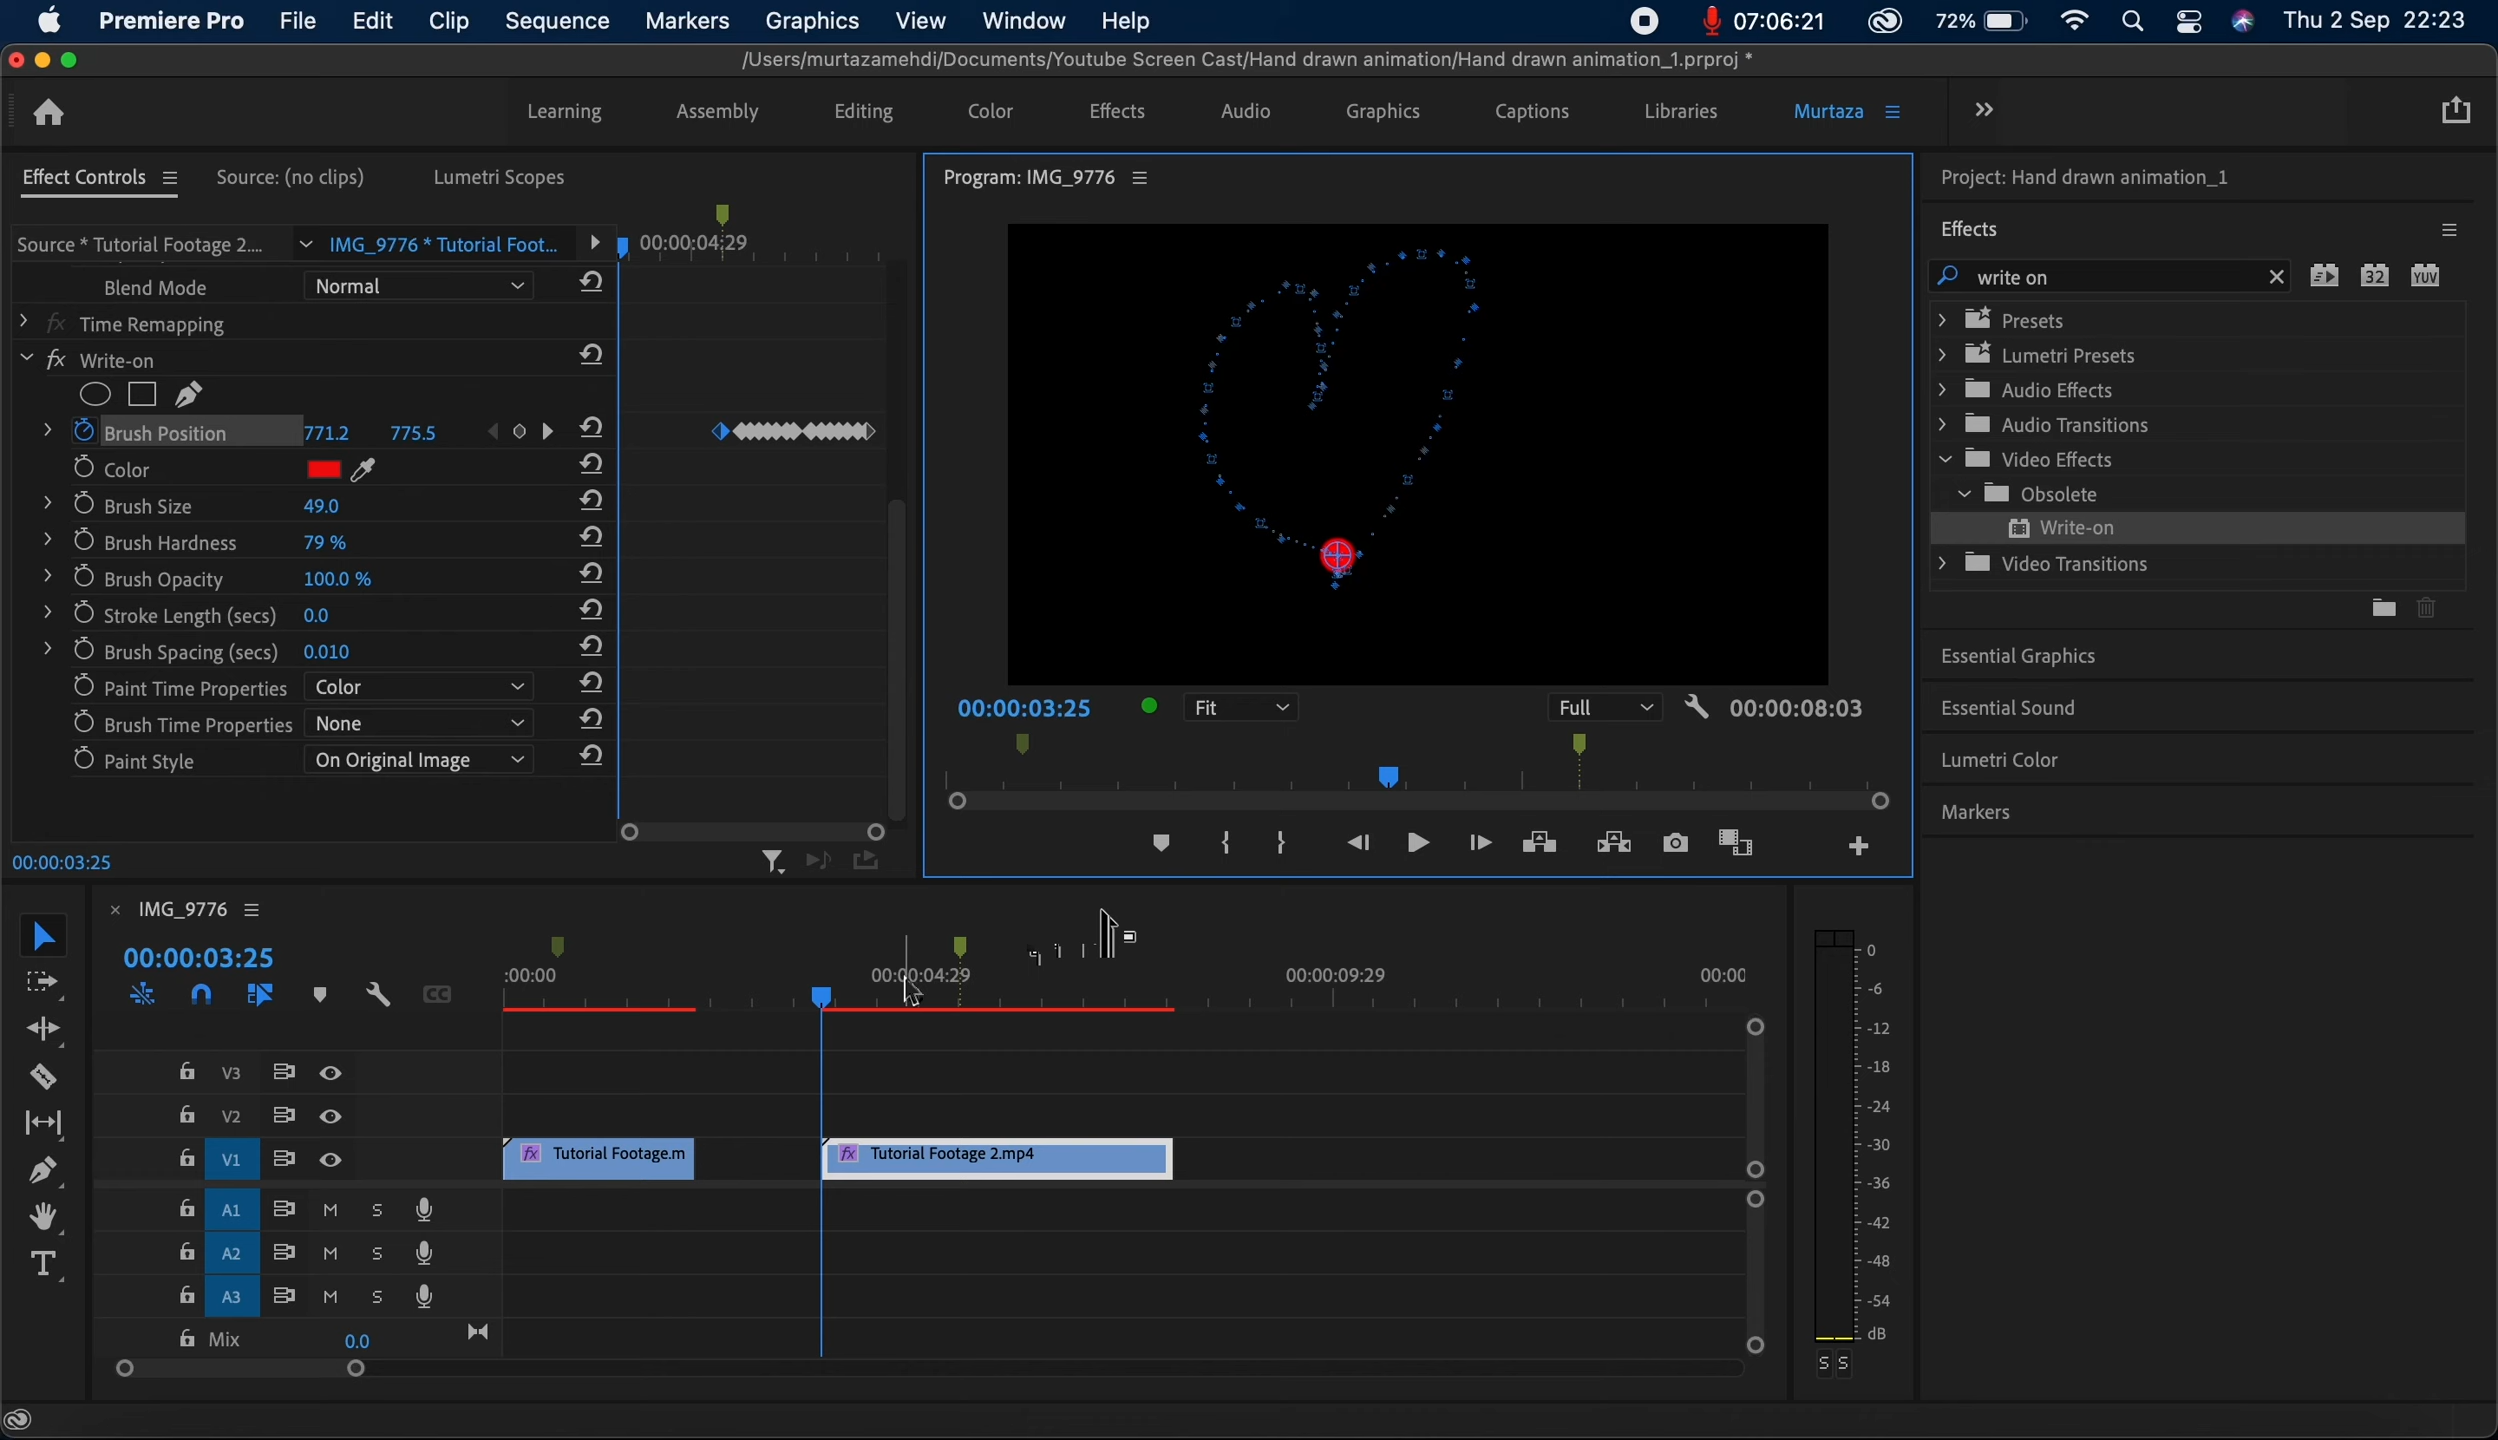 Premiere Pro File Edit Clip Sequence Markers Graphics View Window Help 07:06:21 72% Thu 2 Sep 22:23
/Users/murtazamehdi/Documents/Youtube Screen Cast/Hand drawn animation/Hand drawn animation_1.prproj *
Learning Assembly Editing Color Effects Audio Graphics Captions Libraries Murtaza
Effect Controls Source: (no clips) Lumetri Scopes
Source * Tutorial Footage 2.... IMG_9776 * Tutorial Foot... 00:00:04:29
Blend Mode Normal
fx Time Remapping
fx Write-on
Brush Position 771.2 775.5
Color
Brush Size 49.0
Brush Hardness 79 %
Brush Opacity 100.0 %
Stroke Length (secs) 0.0
Brush Spacing (secs) 0.010
Paint Time Properties Color
Brush Time Properties None
Paint Style On Original Image
00:00:03:25
Program: IMG_9776
00:00:03:25 Fit Full 00:00:08:03
Project: Hand drawn animation_1
Effects
write on 32 YUV
Presets
Lumetri Presets
Audio Effects
Audio Transitions
Video Effects
Obsolete
Write-on
Video Transitions
Essential Graphics
Essential Sound
Lumetri Color
Markers
× IMG_9776
00:00:03:25
:00:00 00:00:04:29 00:00:09:29 00:00
CC
V3
V2
V1 fx Tutorial Footage.m fx Tutorial Footage 2.mp4
A1 M S
A2 M S
A3 M S
Mix 0.0
0
-6
-12
-18
-24
-30
-36
-42
-48
-54
dB
S S
T